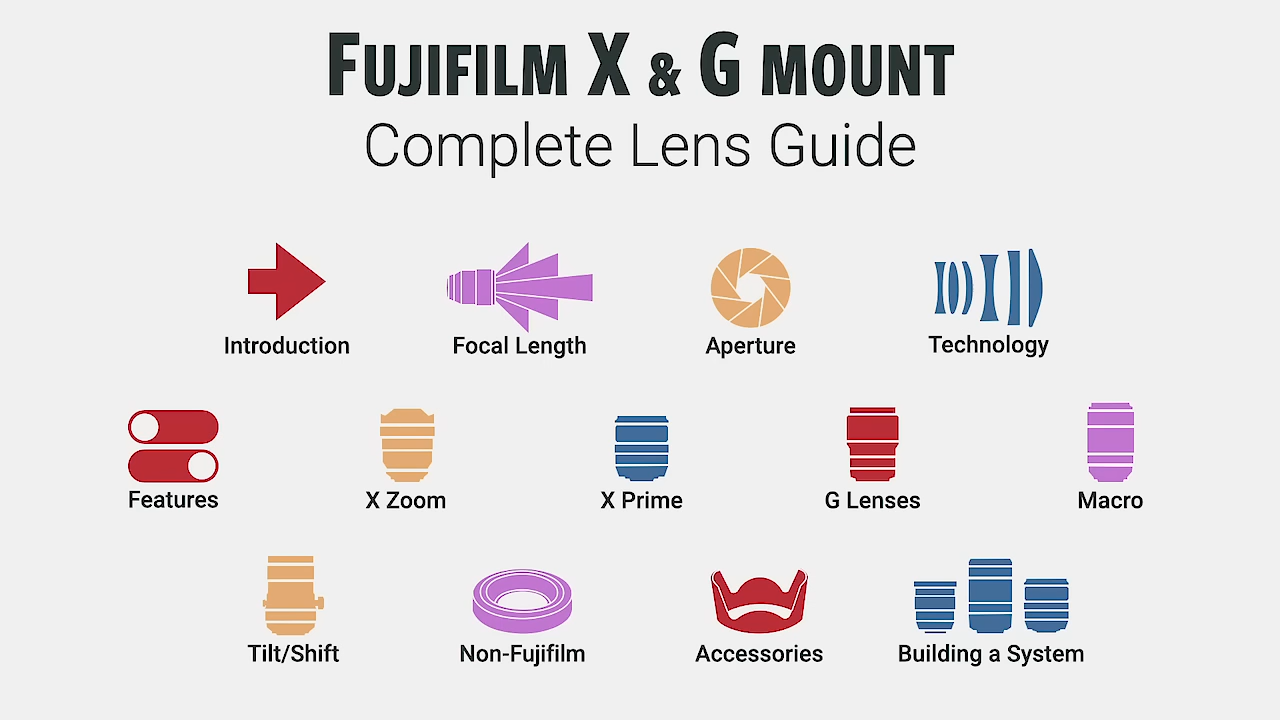 FUJIFILM X & G MOUNT
Complete Lens Guide
Introduction
Focal Length
Aperture
Technology
Features
X Zoom
X Prime
G Lenses
Macro
Tilt/Shift
Non-Fujifilm
Accessories
Building a System